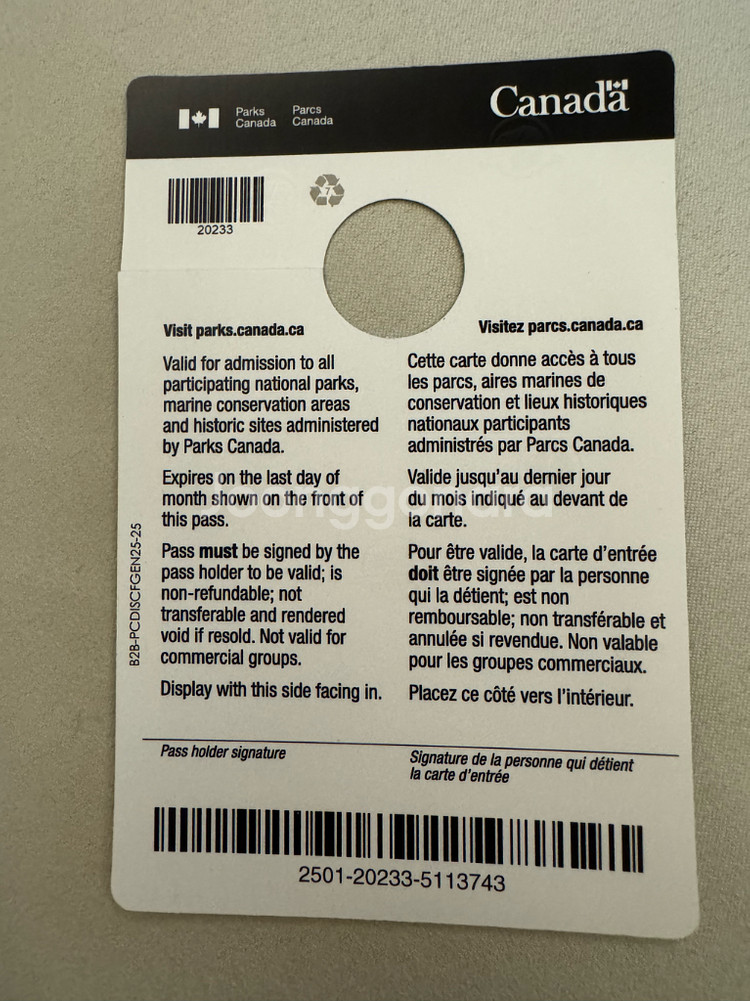 Parks
Canada
Parcs
Canada
Canada
20233
7
Visit parks.canada.ca
Valid for admission to all
participating national parks,
marine conservation areas
and historic sites administered
by Parks Canada.
Expires on the last day of
month shown on the front of
this pass.
Pass must be signed by the
pass holder to be valid; is
non-refundable; not
transferable and rendered
void if resold. Not valid for
commercial groups.
Display with this side facing in.
Visitez parcs.canada.ca
Cette carte donne accès à tous
les parcs, aires marines de
conservation et lieux historiques
nationaux participants
administrés par Parcs Canada.
Valide jusqu'au dernier jour
du mois indiqué au devant de
la carte.
Pour être valide, la carte d'entrée
doit être signée par la personne
qui la détient; est non
remboursable; non transférable et
annulée si revendue. Non valable
pour les groupes commerciaux.
Placez ce côté vers l'intérieur.
B2B-PCDISCFGEN25-25
Pass holder signature
Signature de la personne qui détient
la carte d'entrée
2501-20233-5113743